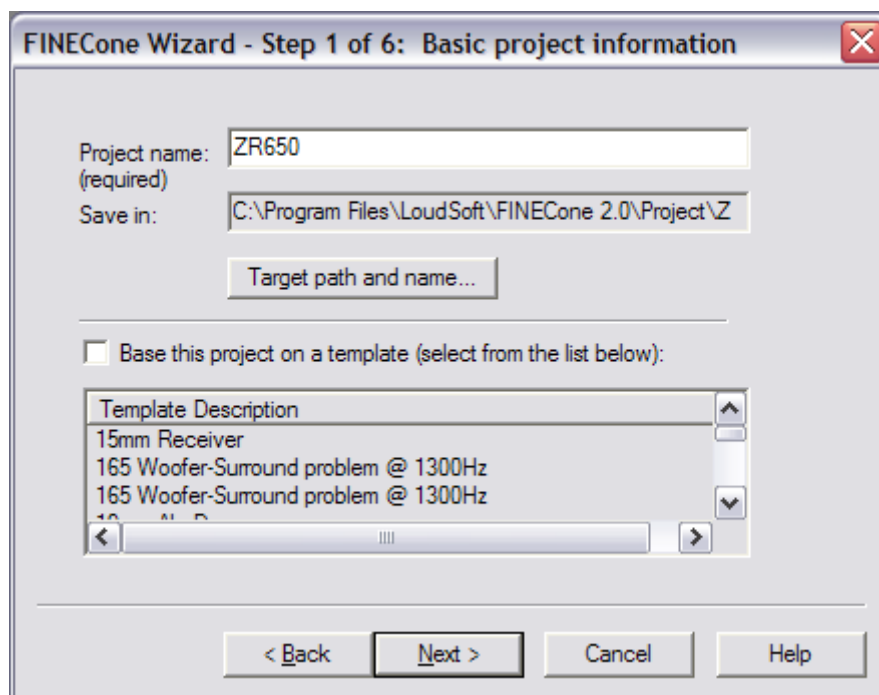 FINECone Wizard - Step 1 of 6: Basic project information
Project name:
(required)
ZR650
Save in:
C:\Program Files\LoudSoft\FINECone 2.0\Project\Z
Target path and name...
Base this project on a template (select from the list below):
Template Description
15mm Receiver
165 Woofer-Surround problem @ 1300Hz
165 Woofer-Surround problem @ 1300Hz
< Back
Next >
Cancel
Help